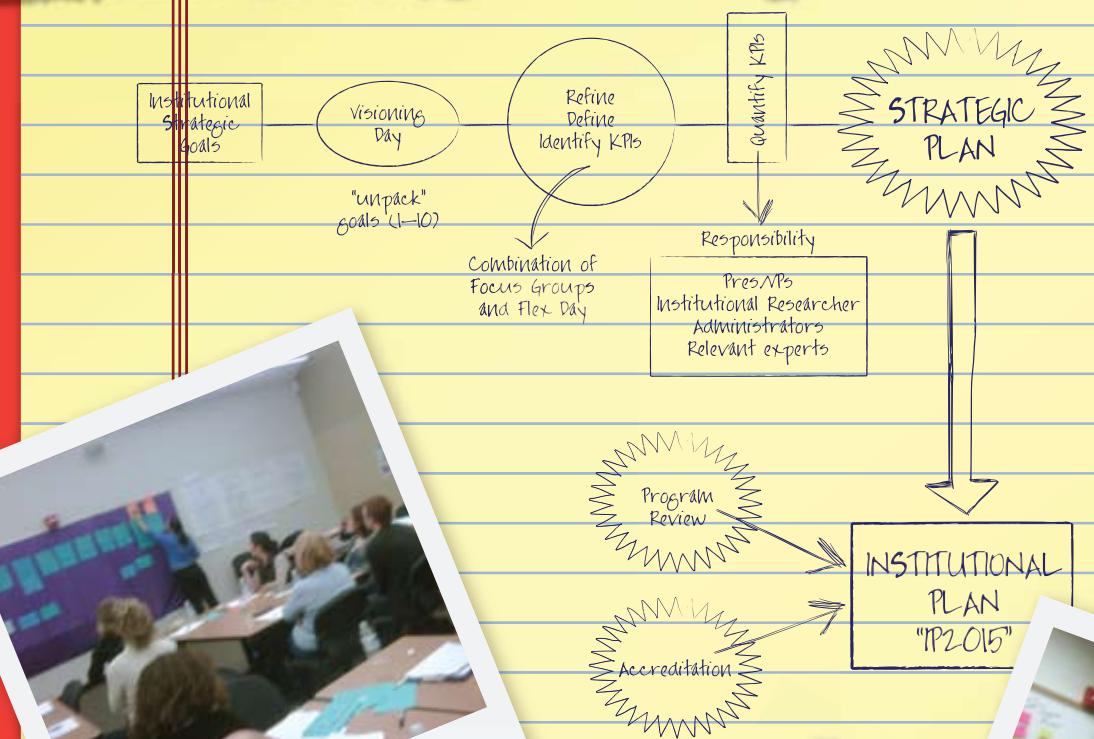 Institutional
Strategic
Goals
Visioning
Day
"unpack"
goals (1-10)
Refine
Define
Identify KPIs
Combination of
Focus Groups
and Flex Day
Quantify KPIs
Responsibility
Pres/VPs
Institutional Researcher
Administrators
Relevant experts
STRATEGIC
PLAN
Program
Review
Accreditation
INSTITUTIONAL
PLAN
"IP2015"